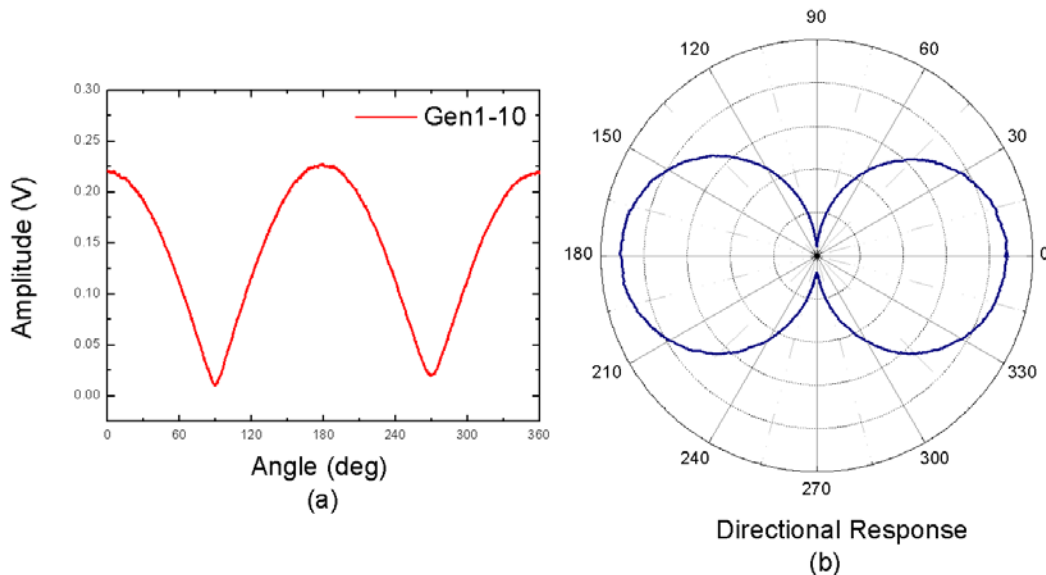 0.30
0.25
0.20
0.15
0.10
0.05
0.00
Amplitude (V)
Gen1-10
0 60 120 180 240 300 360
Angle (deg)
(a)
90
120 60
150 30
180 0
210 330
240 300
270
Directional Response
(b)